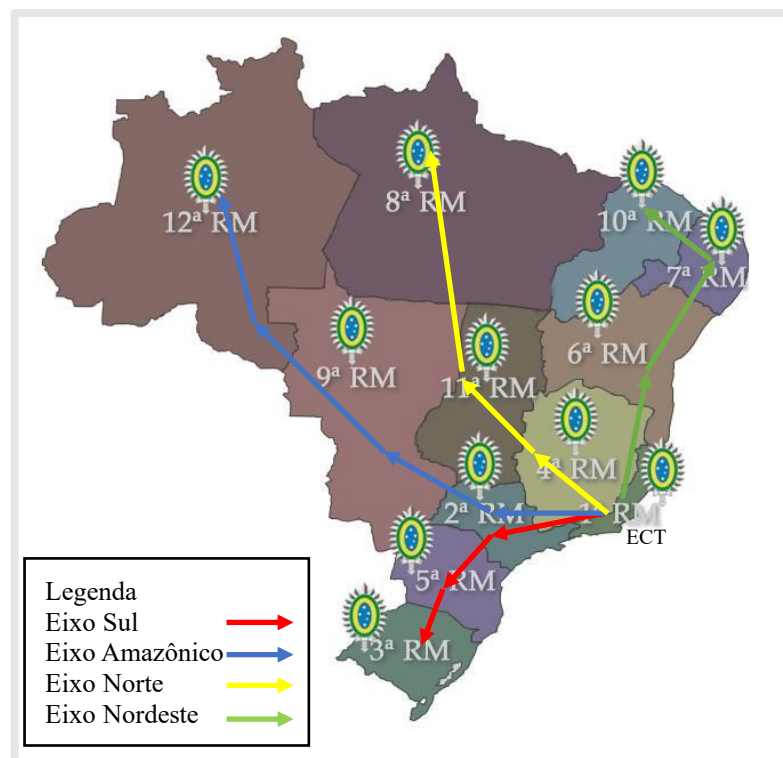 12ª RM
8ª RM
10ª RM
7ª RM
6ª RM
9ª RM
11ª RM
4ª RM
2ª RM
1ª RM
ECT
5ª RM
3ª RM
Legenda
Eixo Sul
Eixo Amazônico
Eixo Norte
Eixo Nordeste